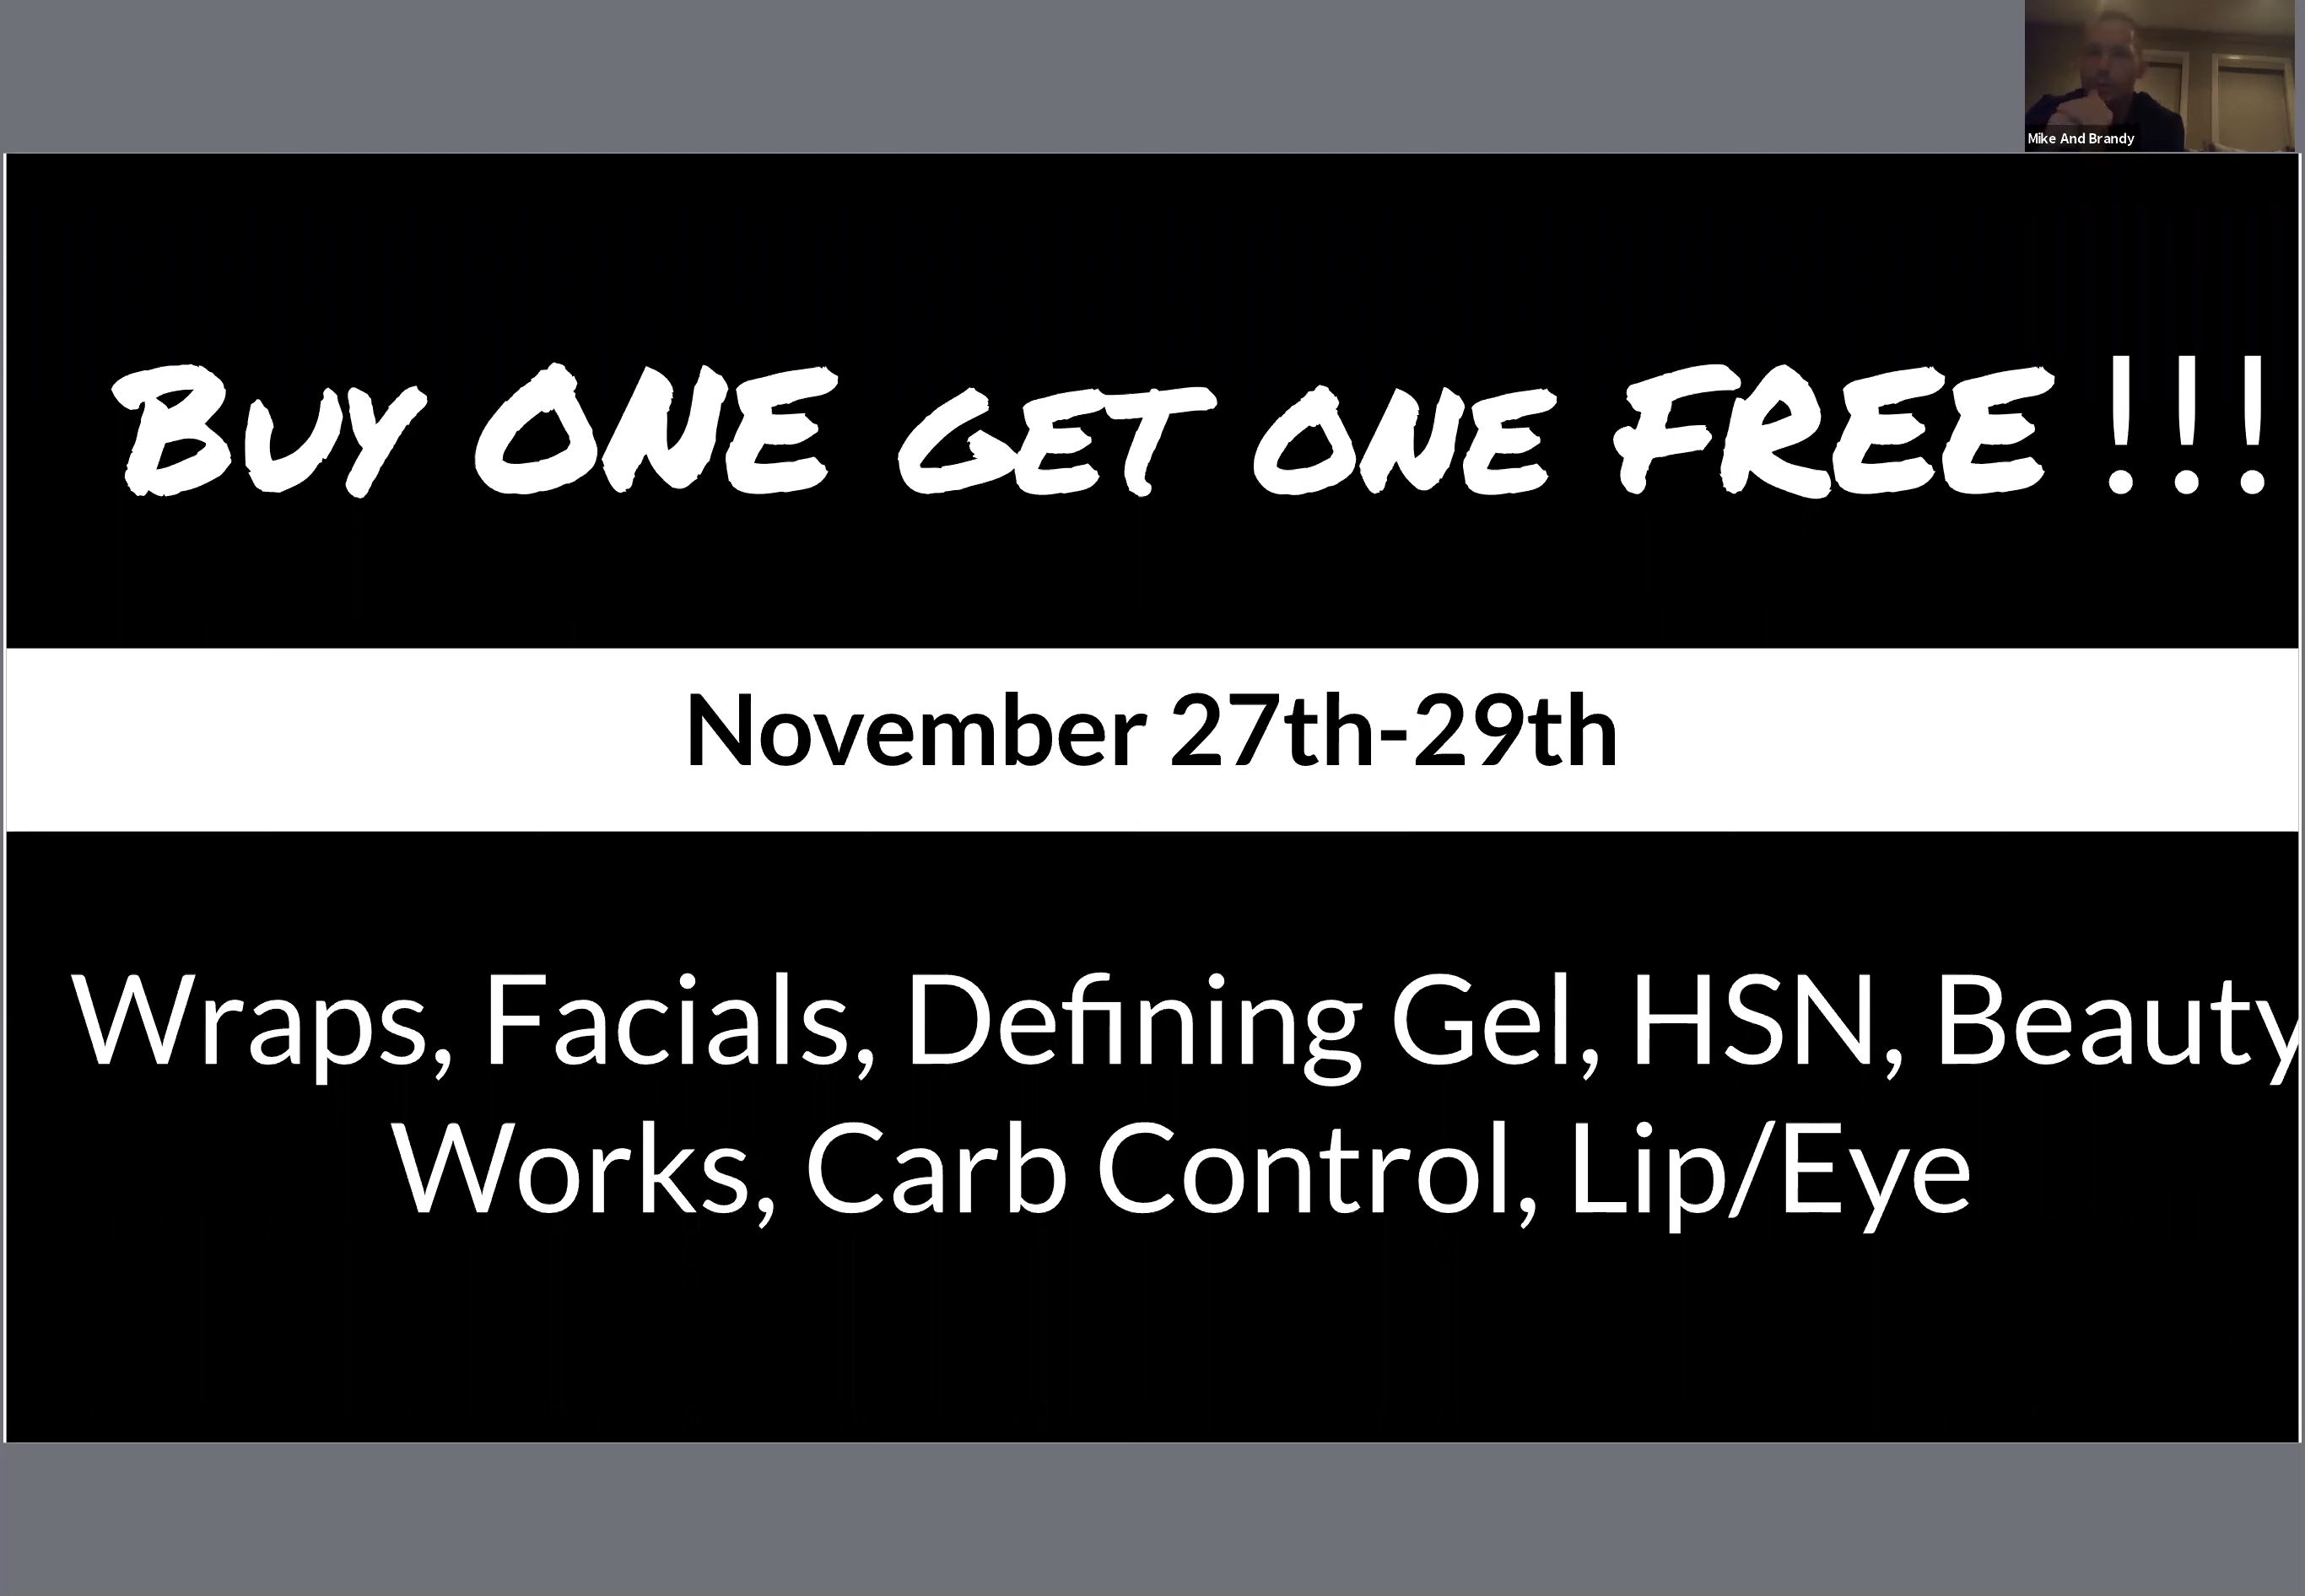 Mike And Brandy
BUY ONE GET ONE FREE !!!
November 27th-29th
Wraps, Facials, Defining Gel, HSN, Beauty
Works, Carb Control, Lip/Eye